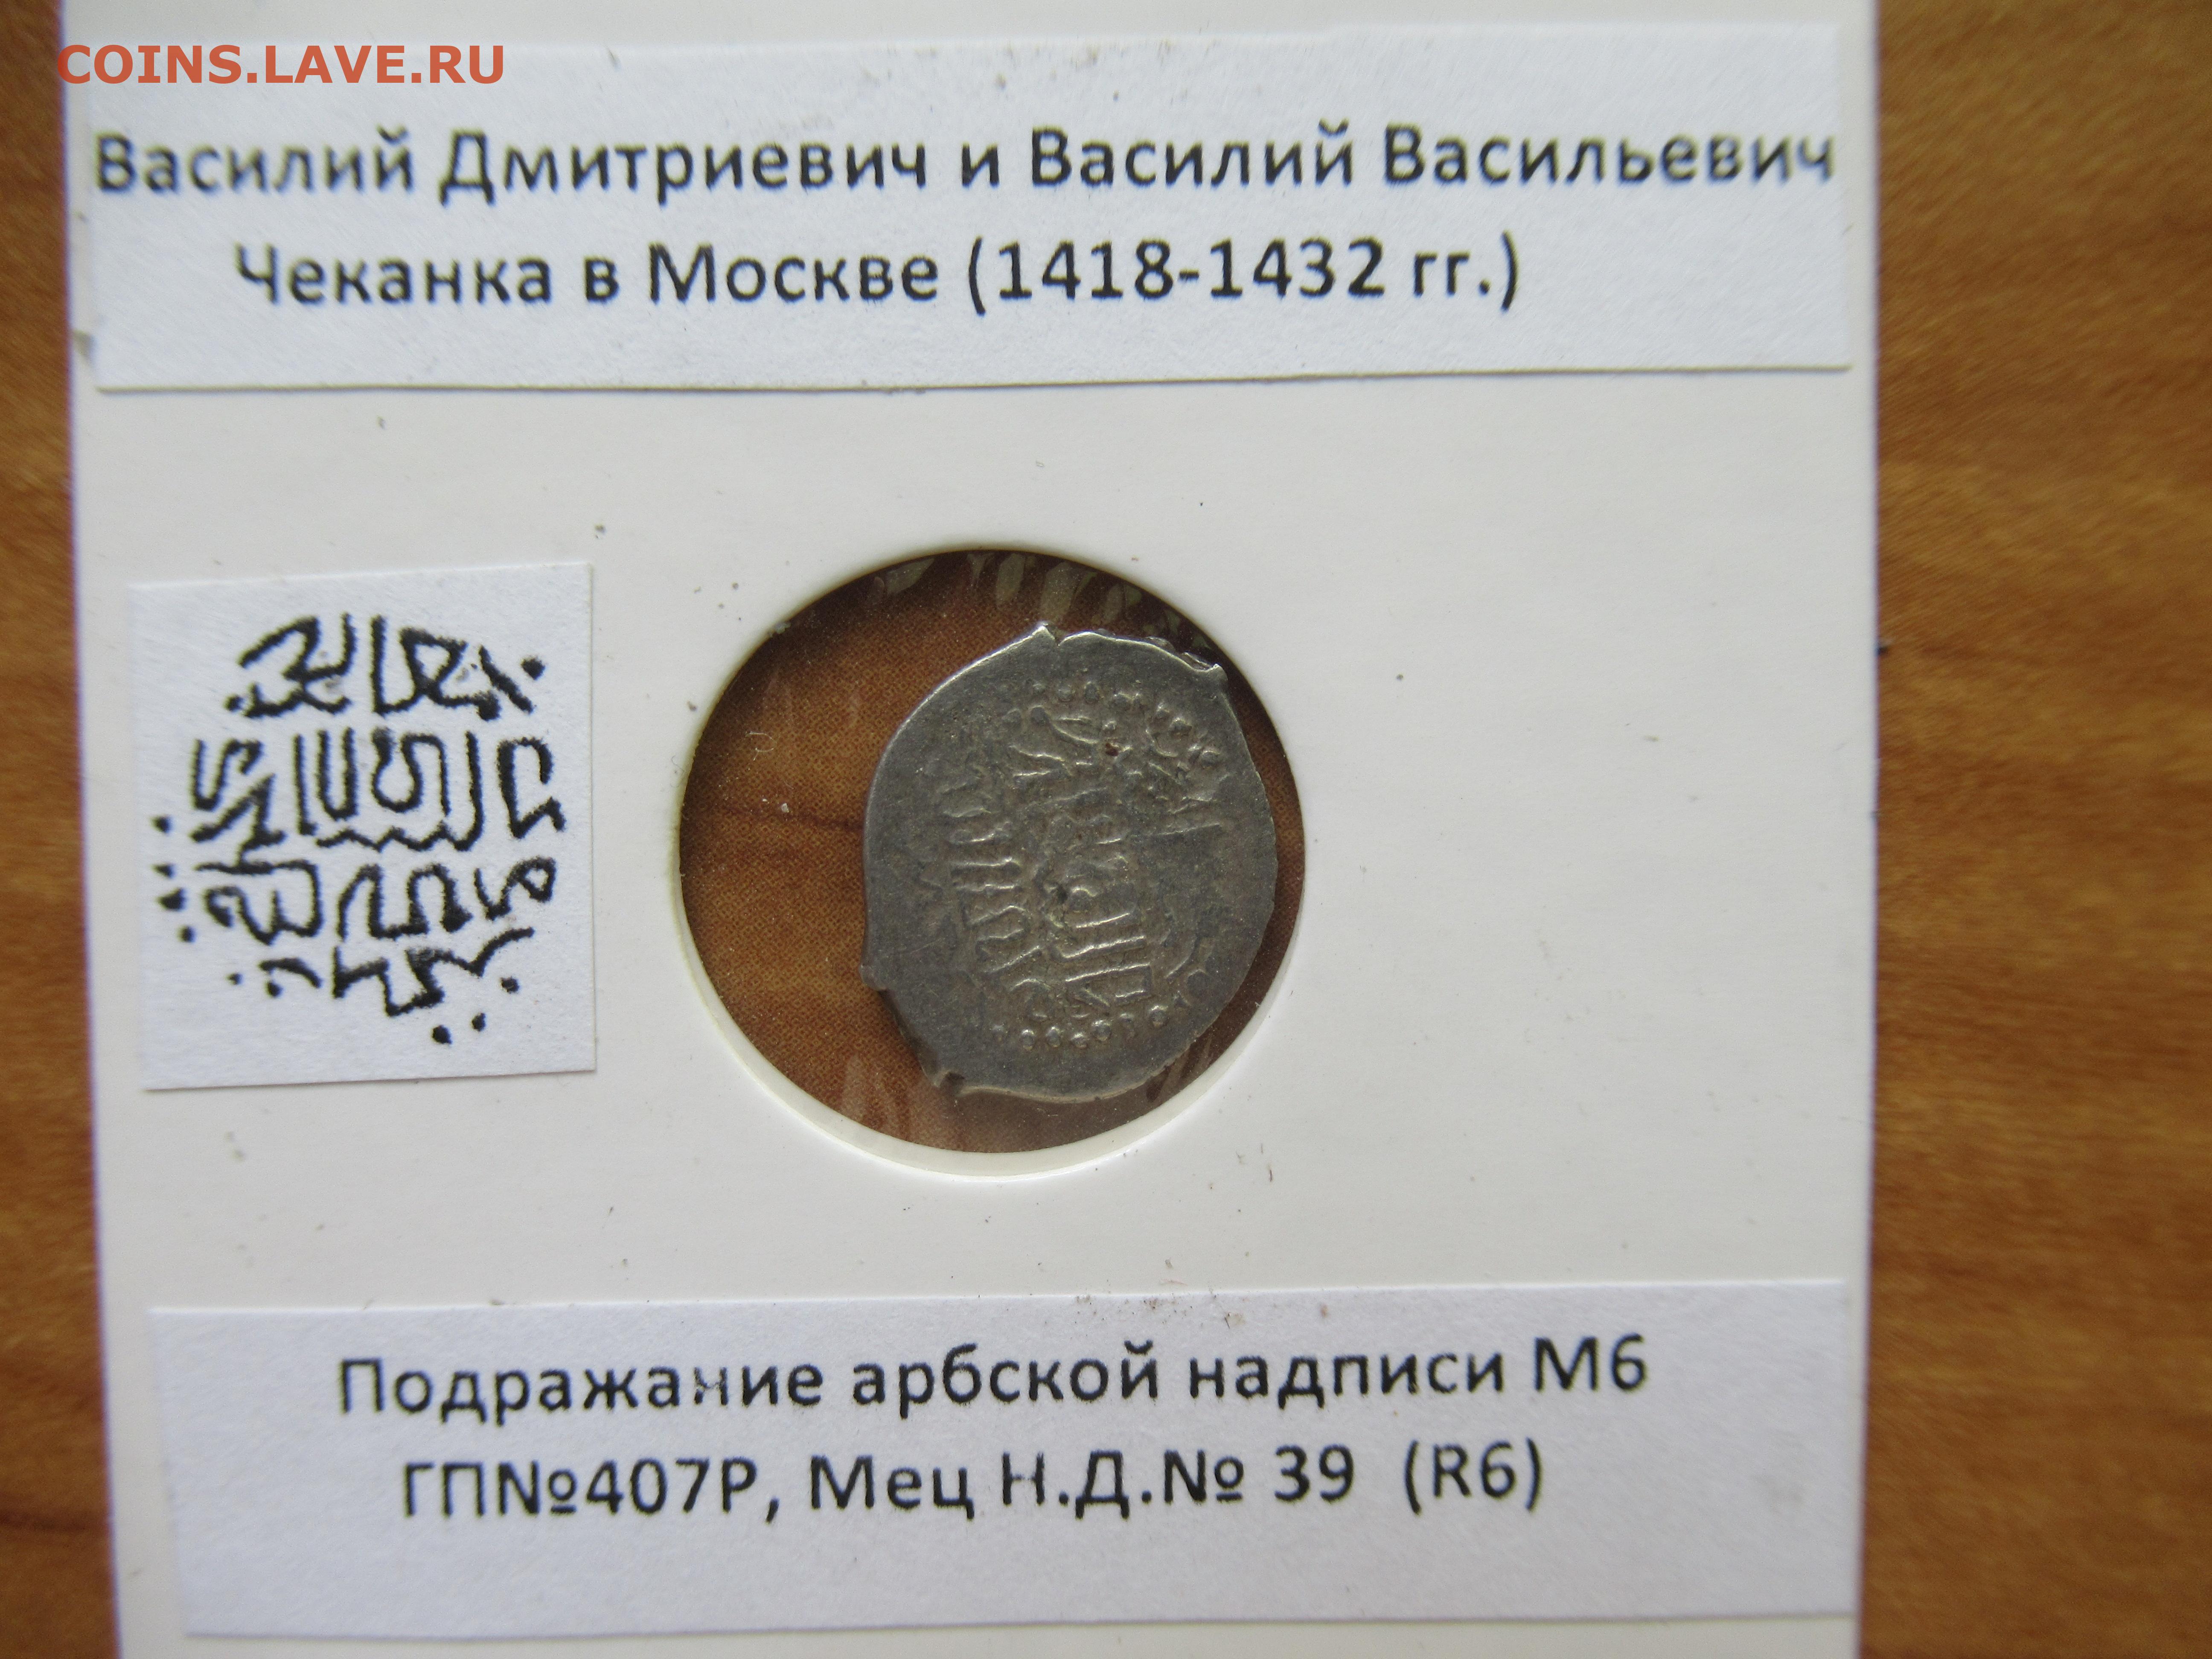 COINS.LAVE.RU
Василий Дмитриевич и Василий Васильевич
Чеканка в Москве (1418-1432 гг.)
Подражание арбской надписи М6
ГП№407Р, Мец Н.Д.№ 39 (R6)